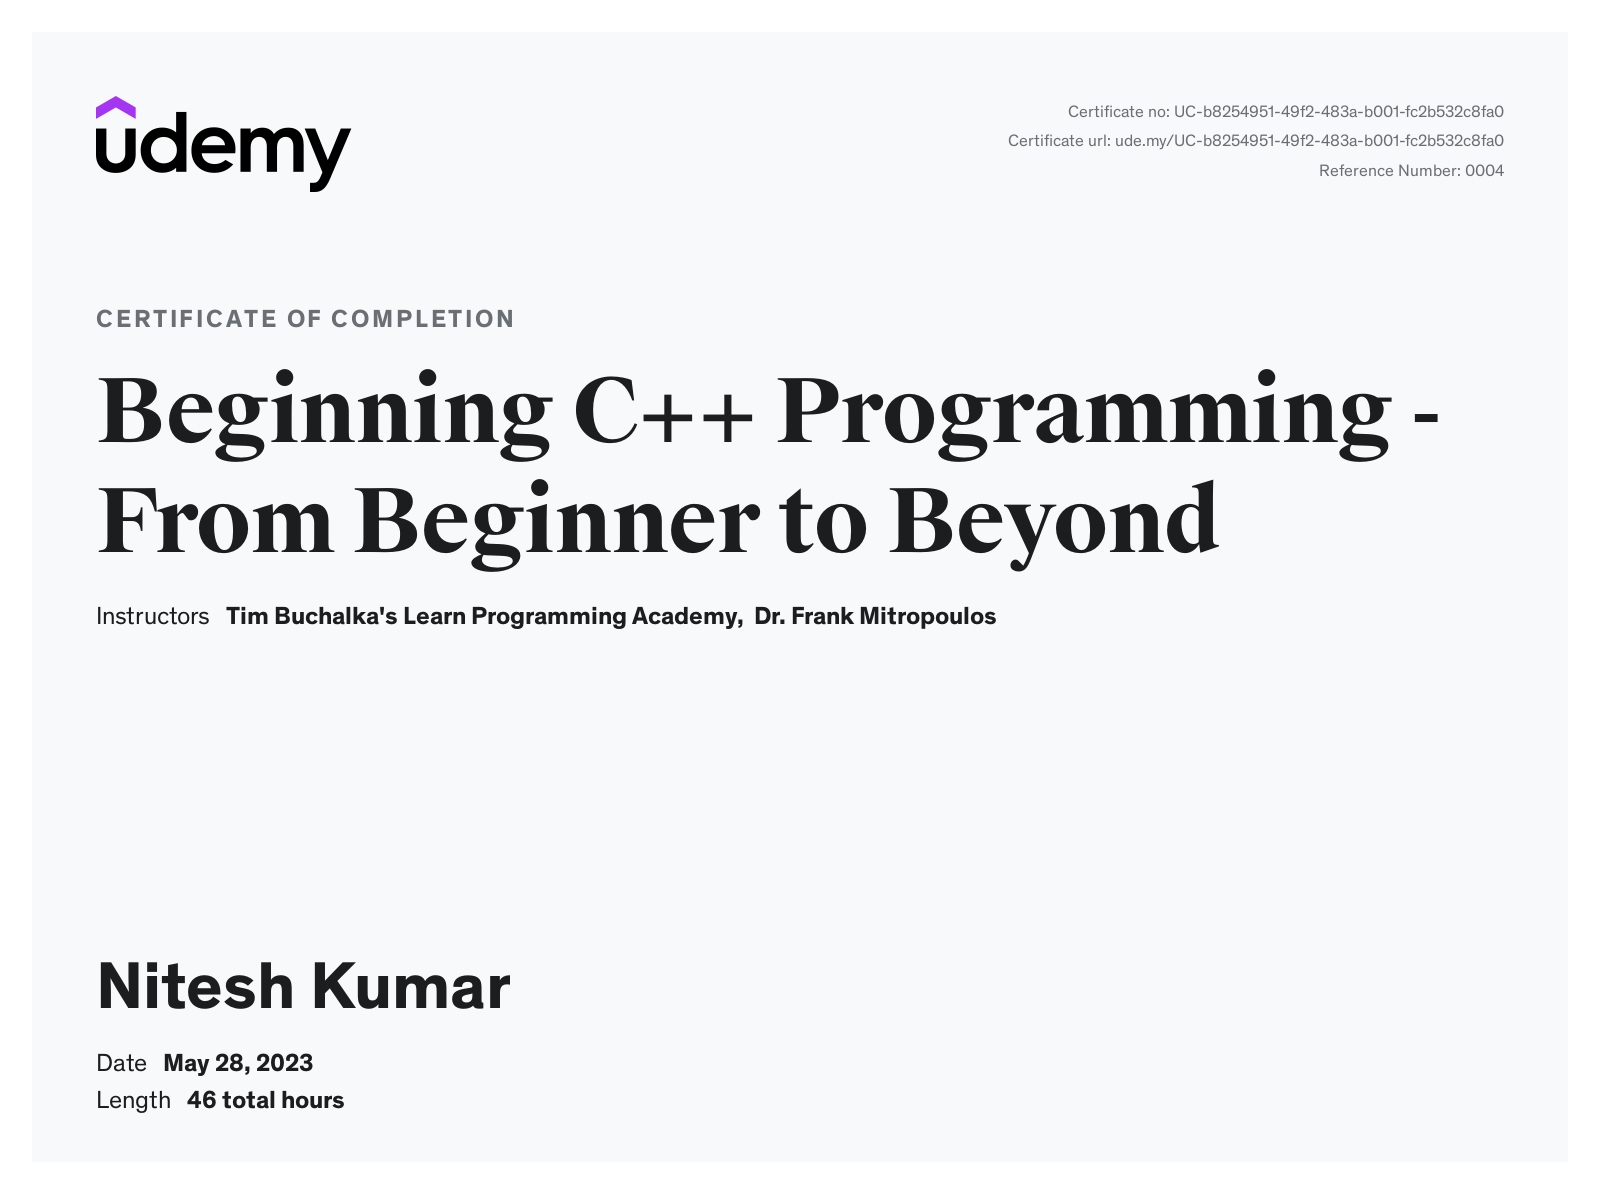 udemy
Certificate no: UC-b8254951-49f2-483a-b001-fc2b532c8fa0
Certificate url: ude.my/UC-b8254951-49f2-483a-b001-fc2b532c8fa0
Reference Number: 0004
CERTIFICATE OF COMPLETION
Beginning C++ Programming -
From Beginner to Beyond
Instructors Tim Buchalka's Learn Programming Academy, Dr. Frank Mitropoulos
Nitesh Kumar
Date May 28, 2023
Length 46 total hours